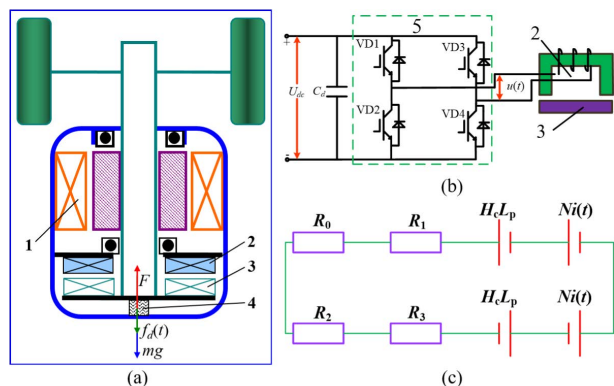 1
2
3
4
F
f_d(t)
mg
(a)
5
VD1
VD3
VD2
VD4
+
-
U_dc
C_d
u(t)
2
3
(b)
R_0
R_1
H_cL_p
Ni(t)
R_2
R_3
H_cL_p
Ni(t)
(c)